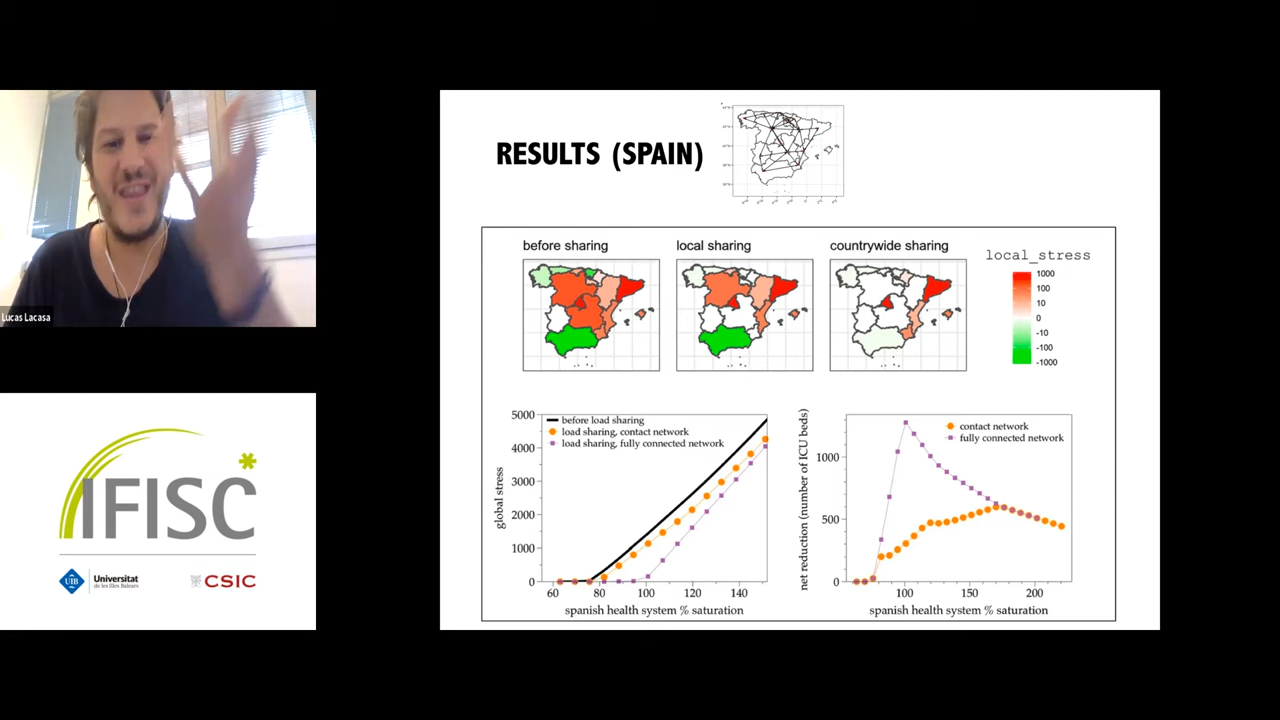 Lucas Lacasa
IFISC
UIB
Universitat
de les Illes Balears
CSIC
RESULTS (SPAIN)
before sharing
local sharing
countrywide sharing
local_stress
1000
100
10
0
-10
-100
-1000
5000
4000
3000
2000
1000
0
global stress
before load sharing
load sharing, contact network
load sharing, fully connected network
60 80 100 120 140
spanish health system % saturation
net reduction (number of ICU beds)
1000
500
0
contact network
fully connected network
100 150 200
spanish health system % saturation